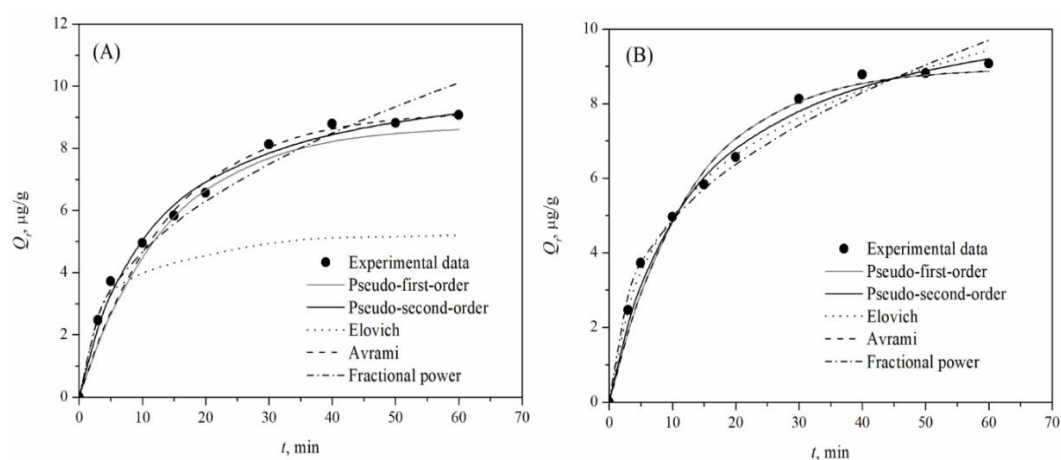 (A)
12
10
8
6
4
2
0
Qt, µg/g
Experimental data
Pseudo-first-order
Pseudo-second-order
Elovich
Avrami
Fractional power
0 10 20 30 40 50 60 70
t, min
(B)
10
8
6
4
2
0
Qt, µg/g
Experimental data
Pseudo-first-order
Pseudo-second-order
Elovich
Avrami
Fractional power
0 10 20 30 40 50 60 70
t, min